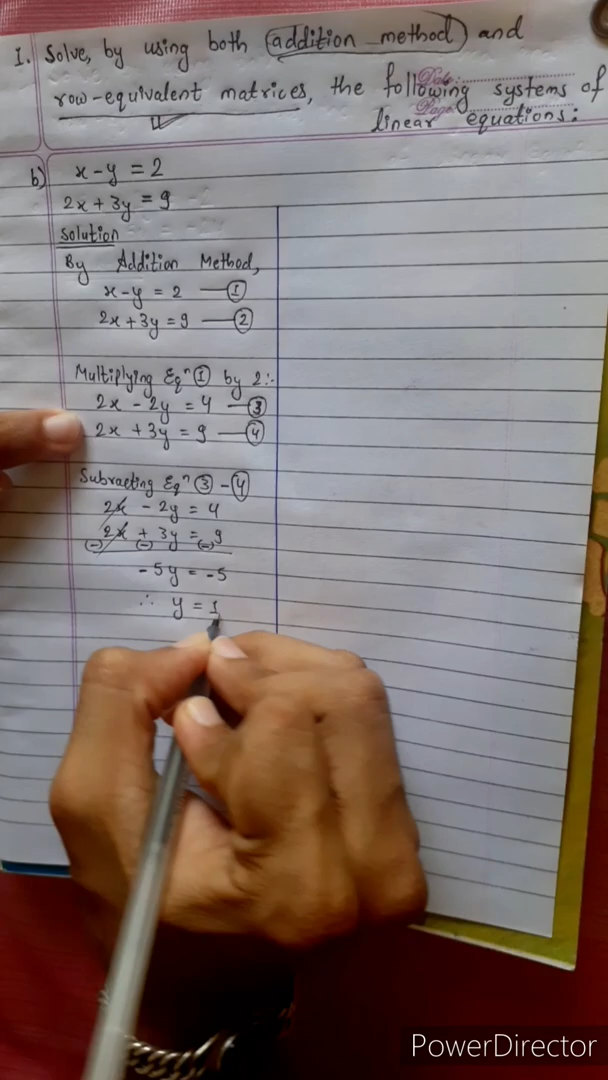 1. Solve, by using both addition method and
row-equivalent matrices, the following systems of
Date:
Page:
linear equations:
b) x - y = 2
2x + 3y = 9
Solution
By Addition Method,
x - y = 2 — ①
2x + 3y = 9 — ②
Multiplying Eqⁿ ① by 2:-
2x - 2y = 4 — ③
2x + 3y = 9 — ④
Subracting Eqⁿ ③ - ④
2x - 2y = 4
2x + 3y = 9
(-) (-) (-)
-5y = -5
∴ y = 1
PowerDirector